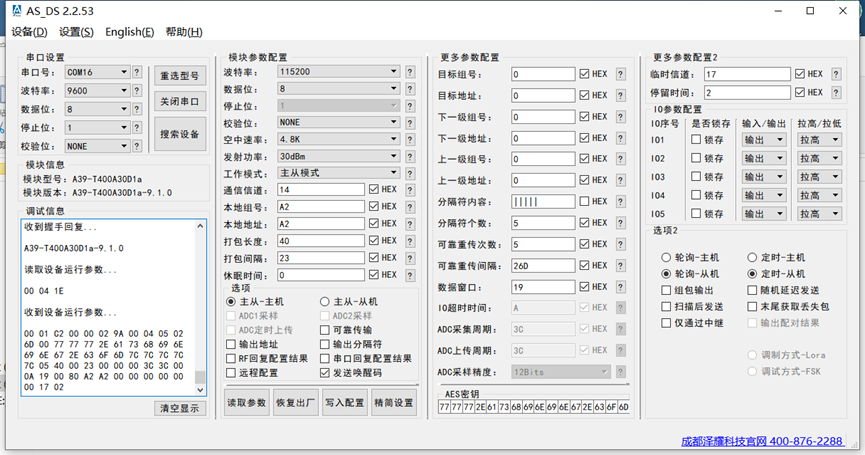 AS_DS 2.2.53
设备(D) 设置(S) English(E) 帮助(H)
串口设置
串口号: COM16 ?
波特率: 9600 ?
数据位: 8 ?
停止位: 1 ?
校验位: NONE ?
重选型号
关闭串口
搜索设备
模块信息
模块型号: A39-T400A30D1a
模块版本: A39-T400A30D1a-9.1.0
调试信息
收到握手回复...
A39-T400A30D1a-9.1.0
读取设备运行参数...
00 04 1E
收到设备运行参数...
00 01 C2 00 00 02 9A 00 04 05 02
6D 00 77 77 77 2E 61 73 68 69 6E
69 6E 67 2E 63 6F 6D 7C 7C 7C 7C
7C 05 40 00 23 00 00 00 3C 3C 00
0A 19 00 80 A2 A2 00 00 00 00 00
00 17 02
清空显示
模块参数配置
波特率: 115200 ?
数据位: 8 ?
停止位: 1 ?
校验位: NONE ?
空中速率: 4.8K ?
发射功率: 30dBm ?
工作模式: 主从模式 ?
通信信道: 14 HEX ?
本地组号: A2 HEX ?
本地地址: A2 HEX ?
打包长度: 40 HEX ?
打包间隔: 23 HEX ?
休眠时间: 0 HEX ?
选项
主从-主机 主从-从机
ADC1采样 ADC2采样
ADC定时上传 可靠传输
输出地址 输出分隔符
RF回复配置结果 串口回复配置结果
远程配置 发送唤醒码
读取参数 恢复出厂 写入配置 精简设置
更多参数配置
目标组号: 0 HEX ?
目标地址: 0 HEX ?
下一级组号: 0 HEX ?
下一级地址: 0 HEX ?
上一级组号: 0 HEX ?
上一级地址: 0 HEX ?
分隔符内容: ||||| HEX ?
分隔符个数: 5 HEX ?
可靠重传次数: 5 HEX ?
可靠重传间隔: 26D HEX ?
数据窗口: 19 HEX ?
IO超时时间: A HEX ?
ADC采集周期: 3C HEX ?
ADC上传周期: 3C HEX ?
ADC采样精度: 12Bits ?
AES密钥
77 77 77 2E 61 73 68 69 6E 69 6E 67 2E 63 6F 6D
更多参数配置2
临时信道: 17 HEX ?
停留时间: 2 HEX ?
IO参数配置
IO序号 是否锁存 输入/输出 拉高/拉低
IO1 锁存 输出 拉高
IO2 锁存 输出 拉高
IO3 锁存 输出 拉高
IO4 锁存 输出 拉高
IO5 锁存 输出 拉高
选项2
轮询-主机 定时-主机
轮询-从机 定时-从机
组包输出 随机延迟发送
扫描后发送 末尾获取丢失包
仅通过中继 输出配对结果
调制方式-Lora
调试方式-FSK
成都泽耀科技官网 400-876-2288